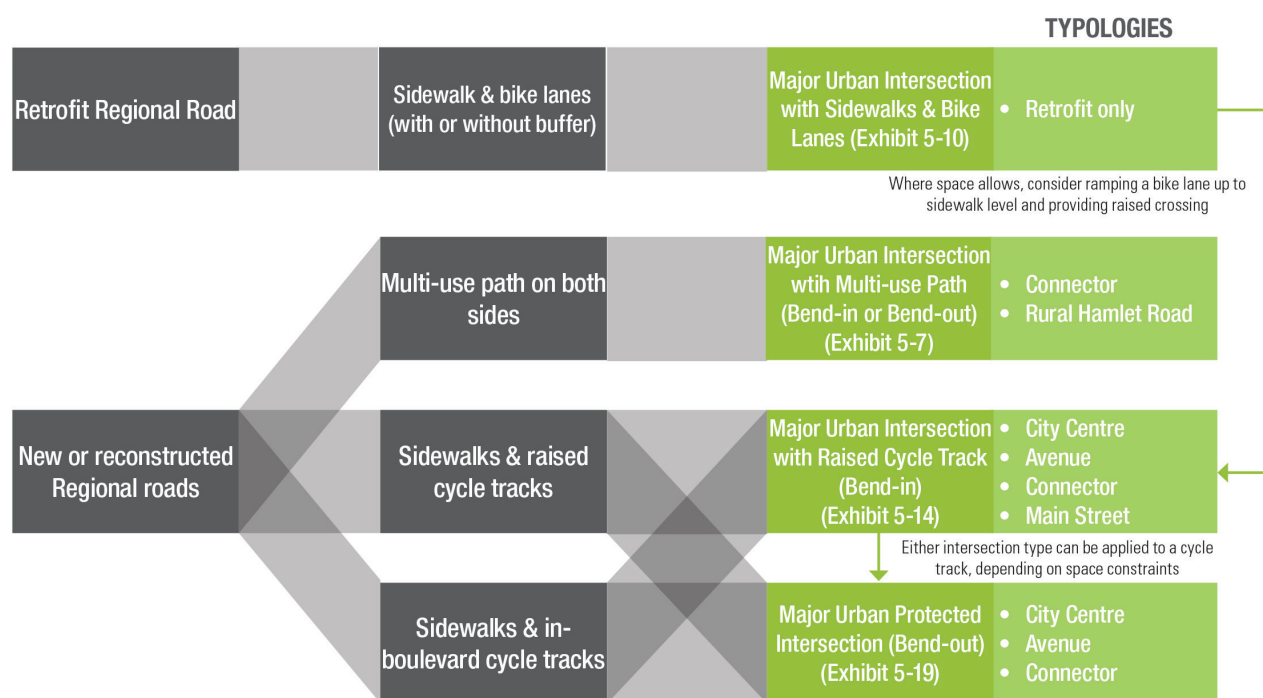 TYPOLOGIES
Retrofit Regional Road
Sidewalk & bike lanes
(with or without buffer)
Major Urban Intersection
with Sidewalks & Bike
Lanes (Exhibit 5-10)
• Retrofit only
Where space allows, consider ramping a bike lane up to
sidewalk level and providing raised crossing
Multi-use path on both
sides
Major Urban Intersection
wtih Multi-use Path
(Bend-in or Bend-out)
(Exhibit 5-7)
• Connector
• Rural Hamlet Road
New or reconstructed
Regional roads
Sidewalks & raised
cycle tracks
Major Urban Intersection
with Raised Cycle Track
(Bend-in)
(Exhibit 5-14)
• City Centre
• Avenue
• Connector
• Main Street
Either intersection type can be applied to a cycle
track, depending on space constraints
Sidewalks & in-
boulevard cycle tracks
Major Urban Protected
Intersection (Bend-out)
(Exhibit 5-19)
• City Centre
• Avenue
• Connector